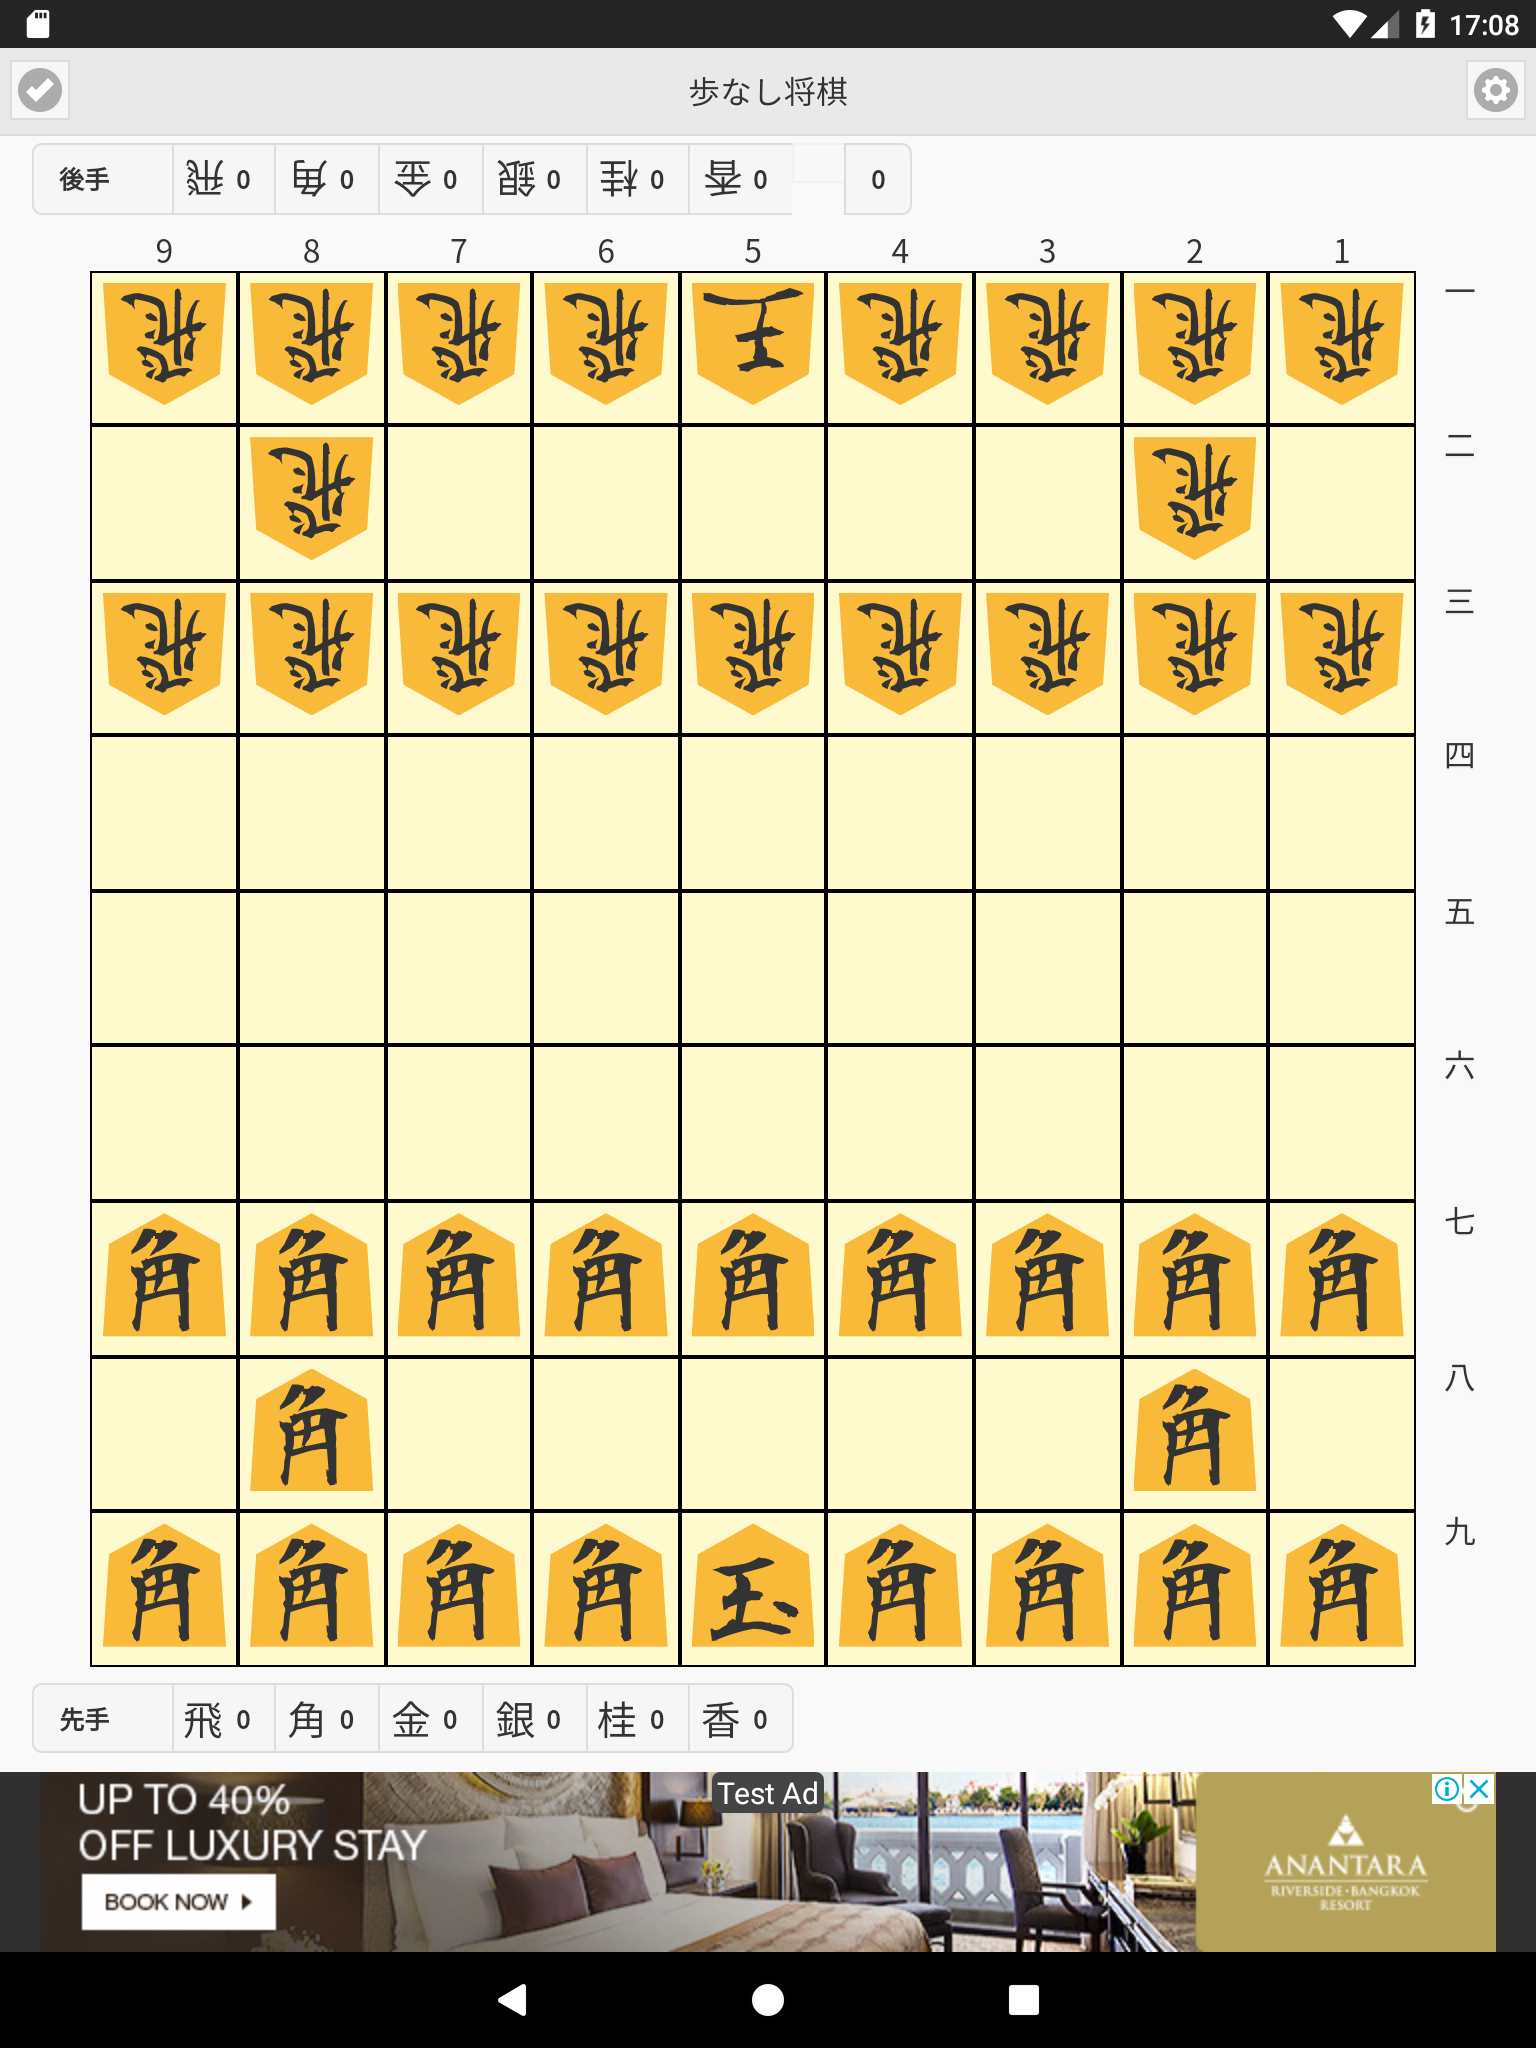 17:08
歩なし将棋
後手 飛 0 角 0 金 0 銀 0 桂 0 香 0 0
9 8 7 6 5 4 3 2 1
飛 飛 飛 飛 王 飛 飛 飛 飛 一
飛 飛 二
飛 飛 飛 飛 飛 飛 飛 飛 飛 三
四
五
六
角 角 角 角 角 角 角 角 角 七
角 角 八
角 角 角 角 玉 角 角 角 角 九
先手 飛 0 角 0 金 0 銀 0 桂 0 香 0
Test Ad
UP TO 40%
OFF LUXURY STAY
BOOK NOW
ANANTARA
RIVERSIDE·BANGKOK
RESORT